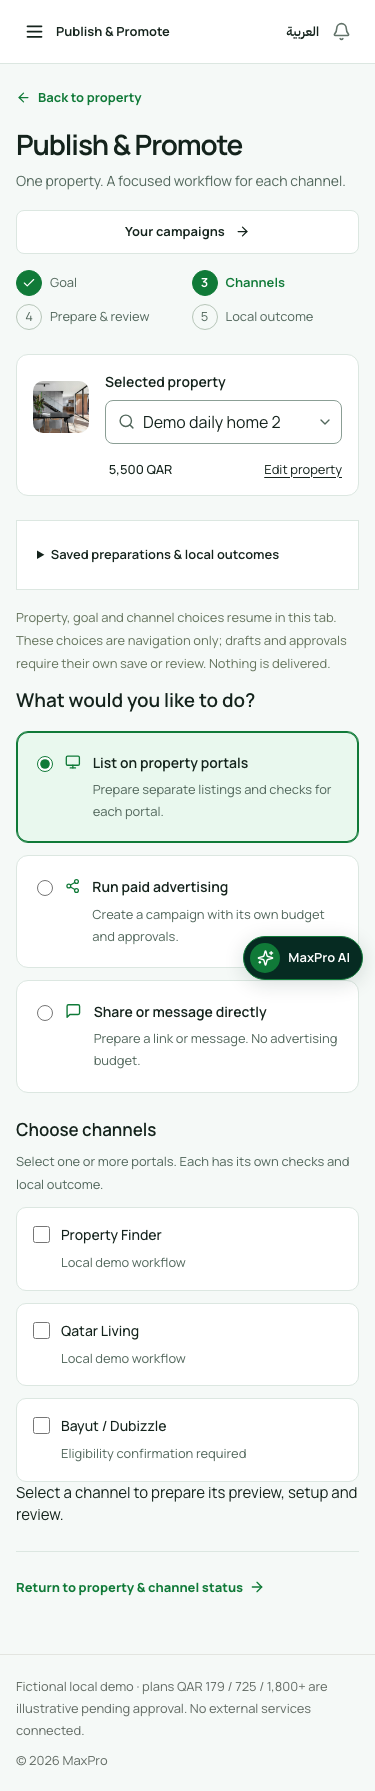 Publish & Promote
العربية
Back to property
Publish & Promote
One property. A focused workflow for each channel.
Your campaigns
Goal
3 Channels
4 Prepare & review
5 Local outcome
Selected property
Demo daily home 2
5,500 QAR
Edit property
Saved preparations & local outcomes
Property, goal and channel choices resume in this tab.
These choices are navigation only; drafts and approvals
require their own save or review. Nothing is delivered.
What would you like to do?
List on property portals
Prepare separate listings and checks for
each portal.
Run paid advertising
Create a campaign with its own budget
and approvals.
MaxPro AI
Share or message directly
Prepare a link or message. No advertising
budget.
Choose channels
Select one or more portals. Each has its own checks and
local outcome.
Property Finder
Local demo workflow
Qatar Living
Local demo workflow
Bayut / Dubizzle
Eligibility confirmation required
Select a channel to prepare its preview, setup and
review.
Return to property & channel status
Fictional local demo · plans QAR 179 / 725 / 1,800+ are
illustrative pending approval. No external services
connected.
© 2026 MaxPro